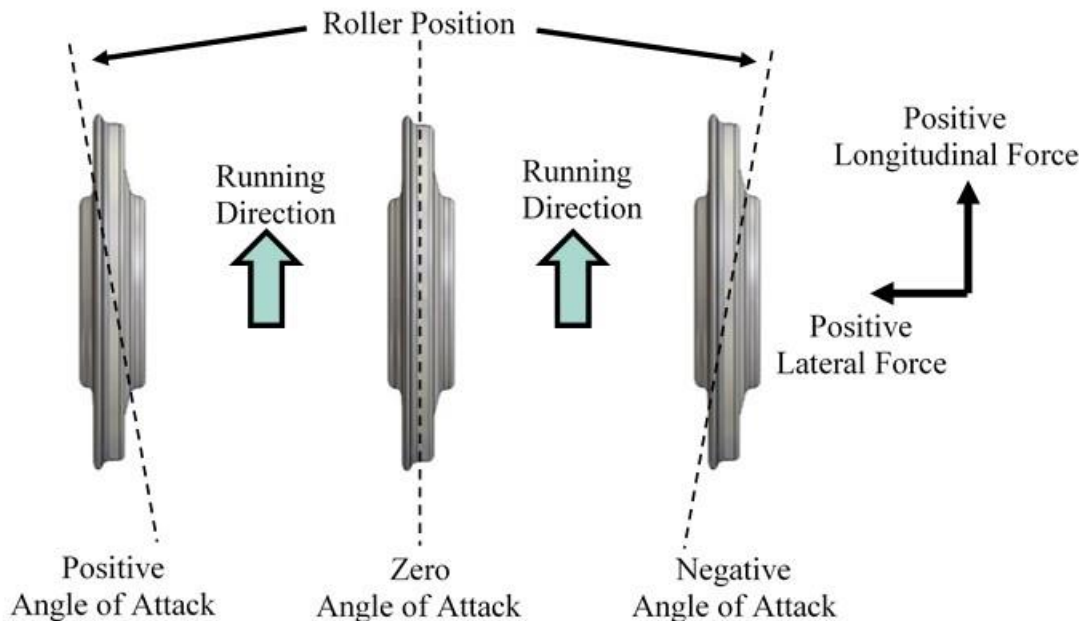 Roller Position
Running
Direction
Running
Direction
Positive
Longitudinal Force
Positive
Lateral Force
Positive
Angle of Attack
Zero
Angle of Attack
Negative
Angle of Attack